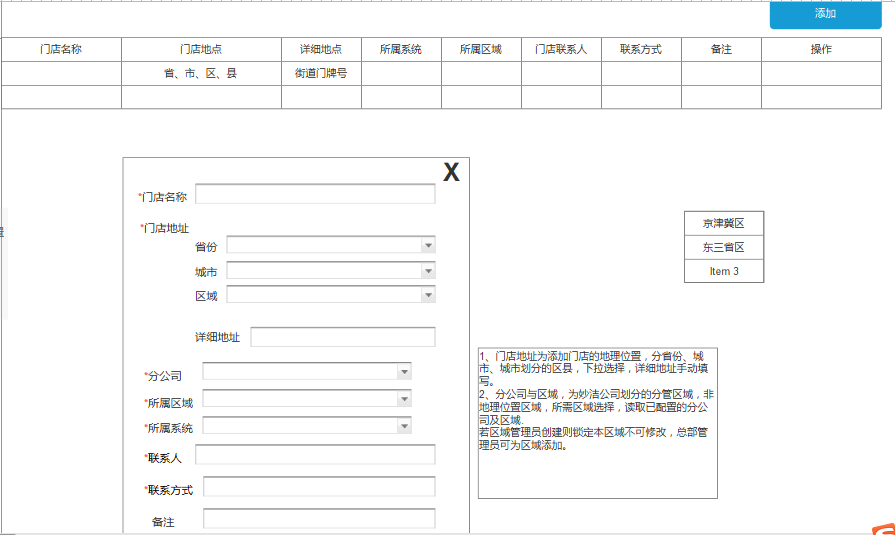 添加
门店名称 门店地点 详细地点 所属系统 所属区域 门店联系人 联系方式 备注 操作
省、市、区、县 街道门牌号
X
*门店名称
*门店地址
省份
城市
区域
详细地址
*分公司
*所属区域
*所属系统
*联系人
*联系方式
备注
京津冀区
东三省区
Item 3
1、门店地址为添加门店的地理位置，分省份、城
市、城市划分的区县，下拉选择，详细地址手动填
写。
2、分公司与区域，为妙洁公司划分的分管区域，非
地理位置区域，所需区域选择，读取已配置的分公
司及区域.
若区域管理员创建则锁定本区域不可修改，总部管
理员可为区域添加。